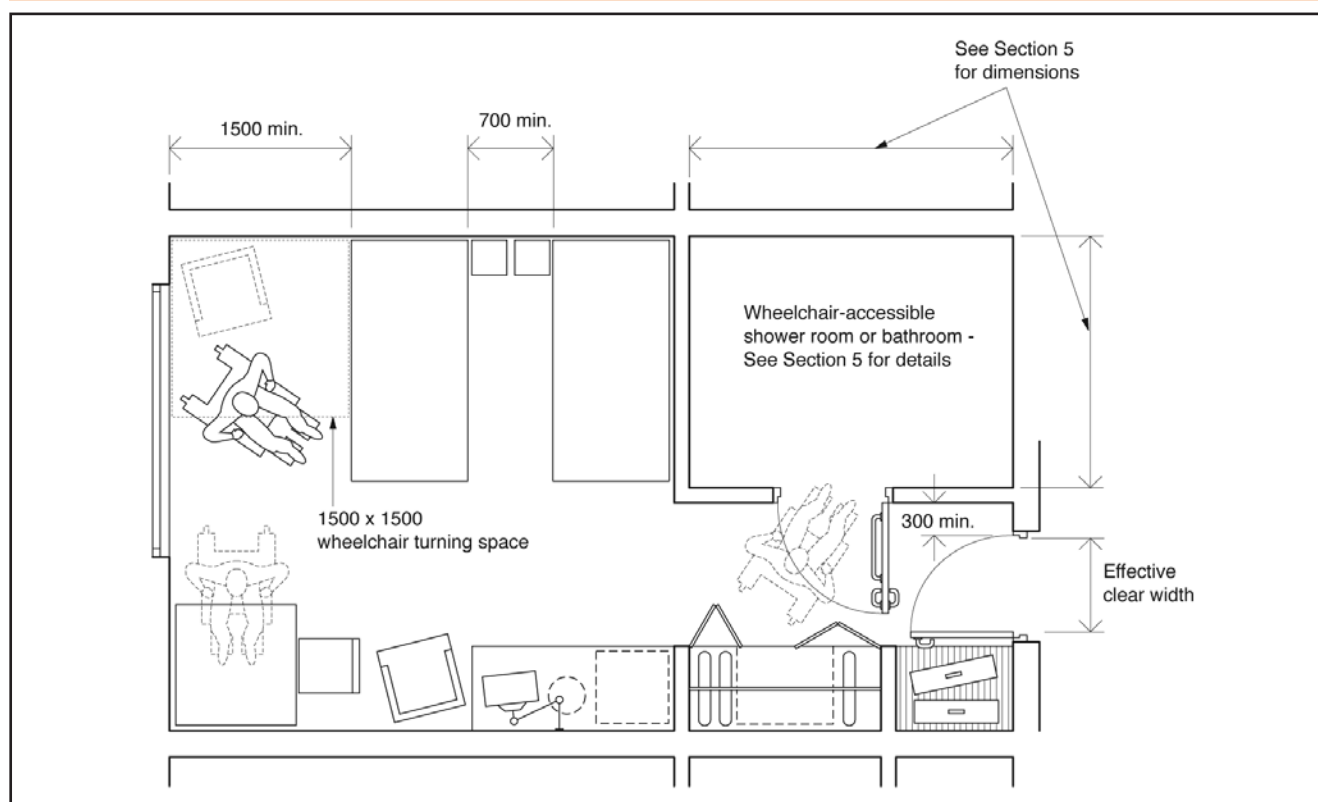 See Section 5
for dimensions
1500 min.
700 min.
Wheelchair-accessible
shower room or bathroom -
See Section 5 for details
300 min.
1500 x 1500
wheelchair turning space
Effective
clear width